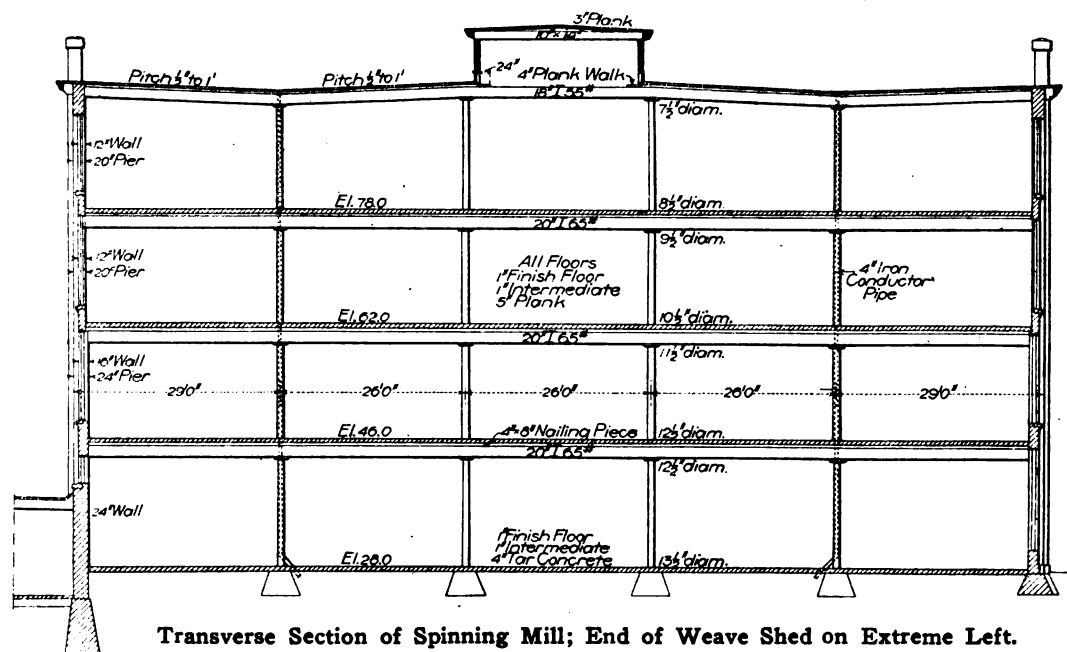 3" Plank
10" x 14"
24"
4" Plank Walk
Pitch ½" to 1'
Pitch ½" to 1'
18" I 55#
7½" diam.
12" Wall
20" Pier
El. 78.0
8½" diam.
20" I 65#
9½" diam.
12" Wall
20" Pier
All Floors
1" Finish Floor
1" Intermediate
5" Plank
4" Iron
Conductor
Pipe
El. 62.0
10½" diam.
20" I 65#
11½" diam.
16" Wall
24" Pier
29'0"
26'0"
26'0"
26'0"
29'0"
El. 46.0
4" x 8" Nailing Piece
12½" diam.
20" I 65#
12½" diam.
24" Wall
1" Finish Floor
1" Intermediate
4" Tar Concrete
El. 28.0
13½" diam.
Transverse Section of Spinning Mill; End of Weave Shed on Extreme Left.